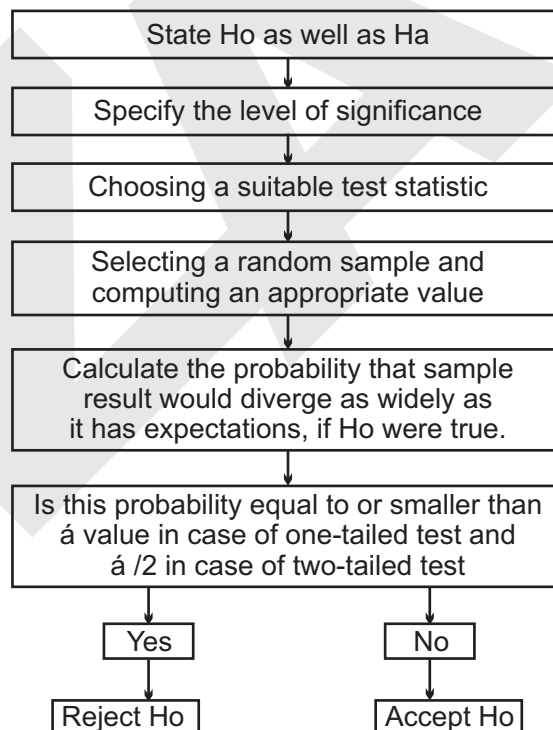 State Ho as well as Ha
Specify the level of significance
Choosing a suitable test statistic
Selecting a random sample and
computing an appropriate value
Calculate the probability that sample
result would diverge as widely as
it has expectations, if Ho were true.
Is this probability equal to or smaller than
á value in case of one-tailed test and
á /2 in case of two-tailed test
Yes
No
Reject Ho
Accept Ho